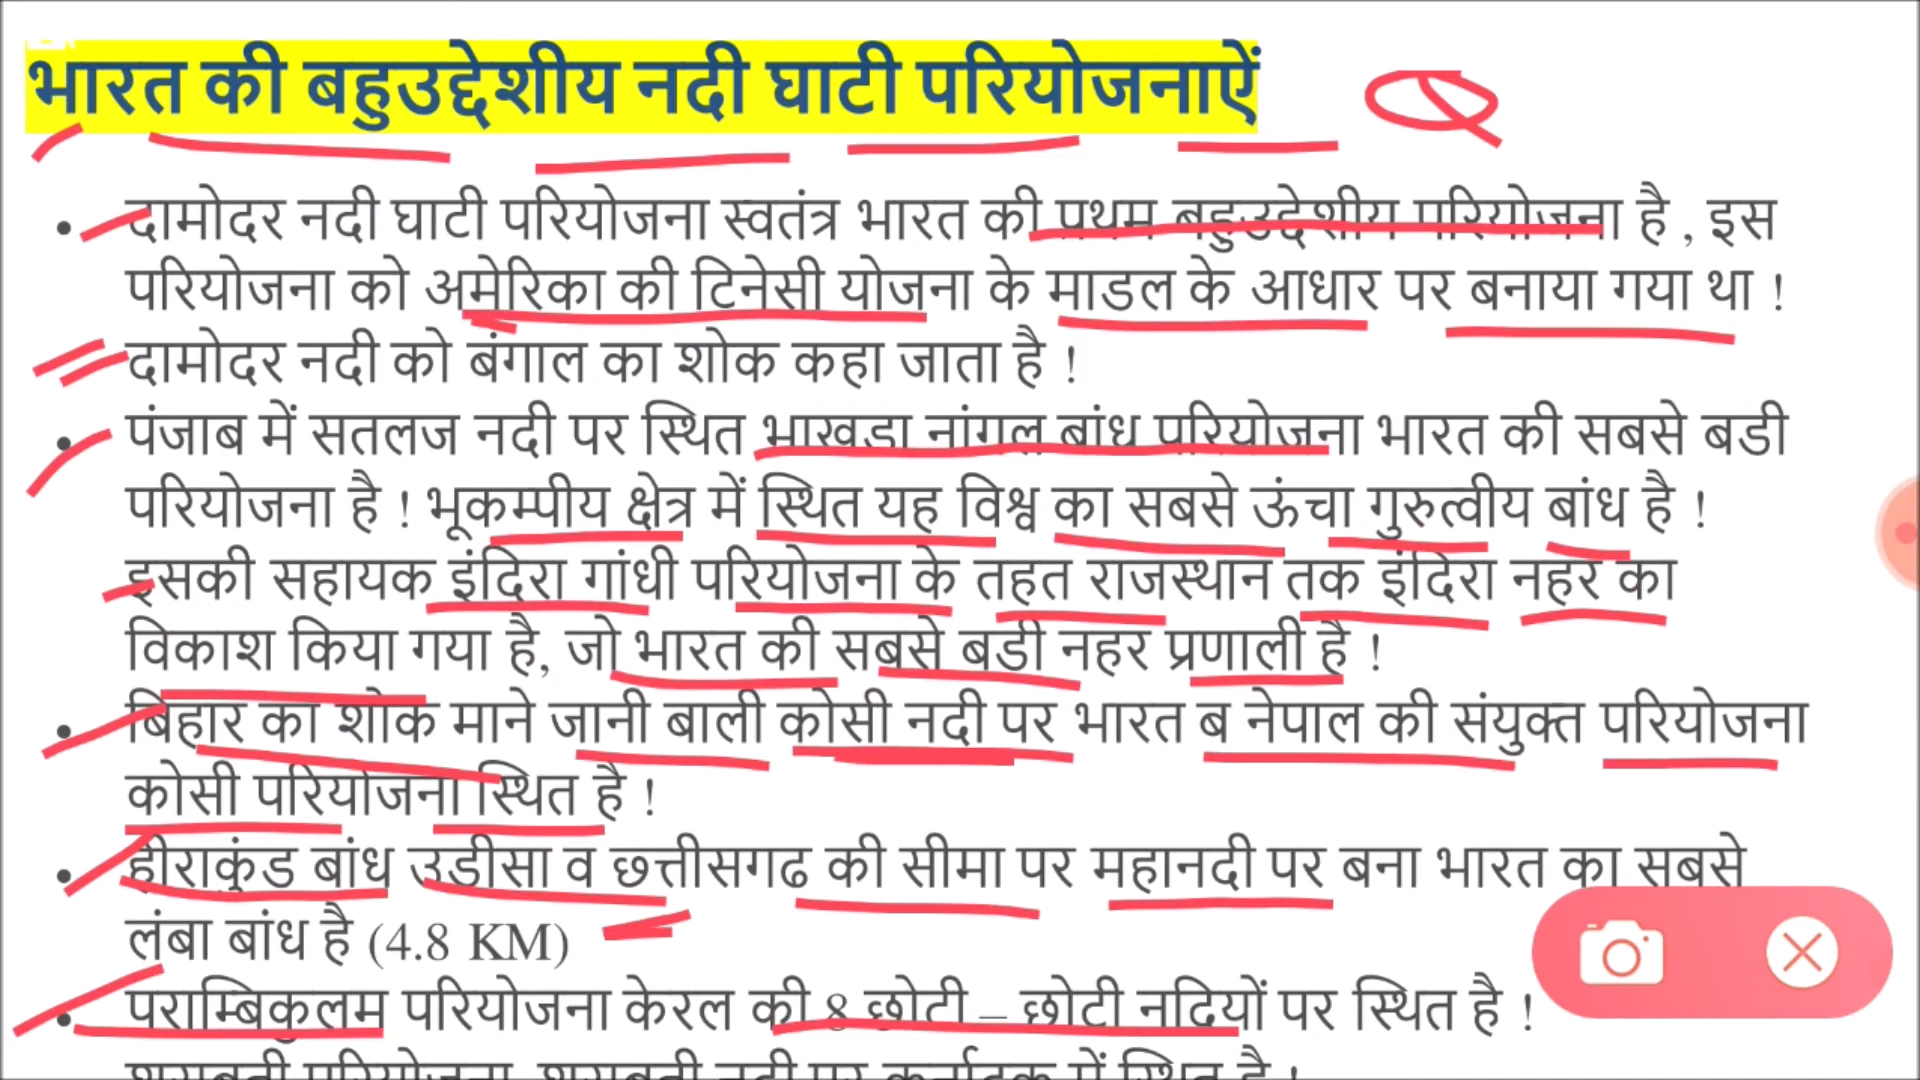 भारत की बहुउद्देशीय नदी घाटी परियोजनाऐं
• दामोदर नदी घाटी परियोजना स्वतंत्र भारत की प्रथम बहुउद्देशीय परियोजना है , इस
परियोजना को अमेरिका की टिनेसी योजना के माडल के आधार पर बनाया गया था !
दामोदर नदी को बंगाल का शोक कहा जाता है !
• पंजाब में सतलज नदी पर स्थित भाखडा नांगल बांध परियोजना भारत की सबसे बडी
परियोजना है ! भूकम्पीय क्षेत्र में स्थित यह विश्व का सबसे ऊंचा गुरुत्वीय बांध है !
इसकी सहायक इंदिरा गांधी परियोजना के तहत राजस्थान तक इंदिरा नहर का
विकाश किया गया है, जो भारत की सबसे बडी नहर प्रणाली है !
• बिहार का शोक माने जानी बाली कोसी नदी पर भारत ब नेपाल की संयुक्त परियोजना
कोसी परियोजना स्थित है !
• हीराकुंड बांध उडीसा व छत्तीसगढ की सीमा पर महानदी पर बना भारत का सबसे
लंबा बांध है (4.8 KM)
• पराम्बिकुलम परियोजना केरल की 8 छोटी – छोटी नदियों पर स्थित है !